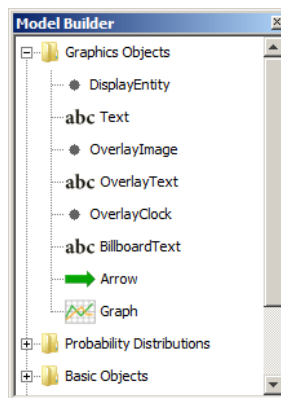 Model Builder
Graphics Objects
DisplayEntity
abc Text
OverlayImage
abc OverlayText
OverlayClock
abc BillboardText
Arrow
Graph
Probability Distributions
Basic Objects